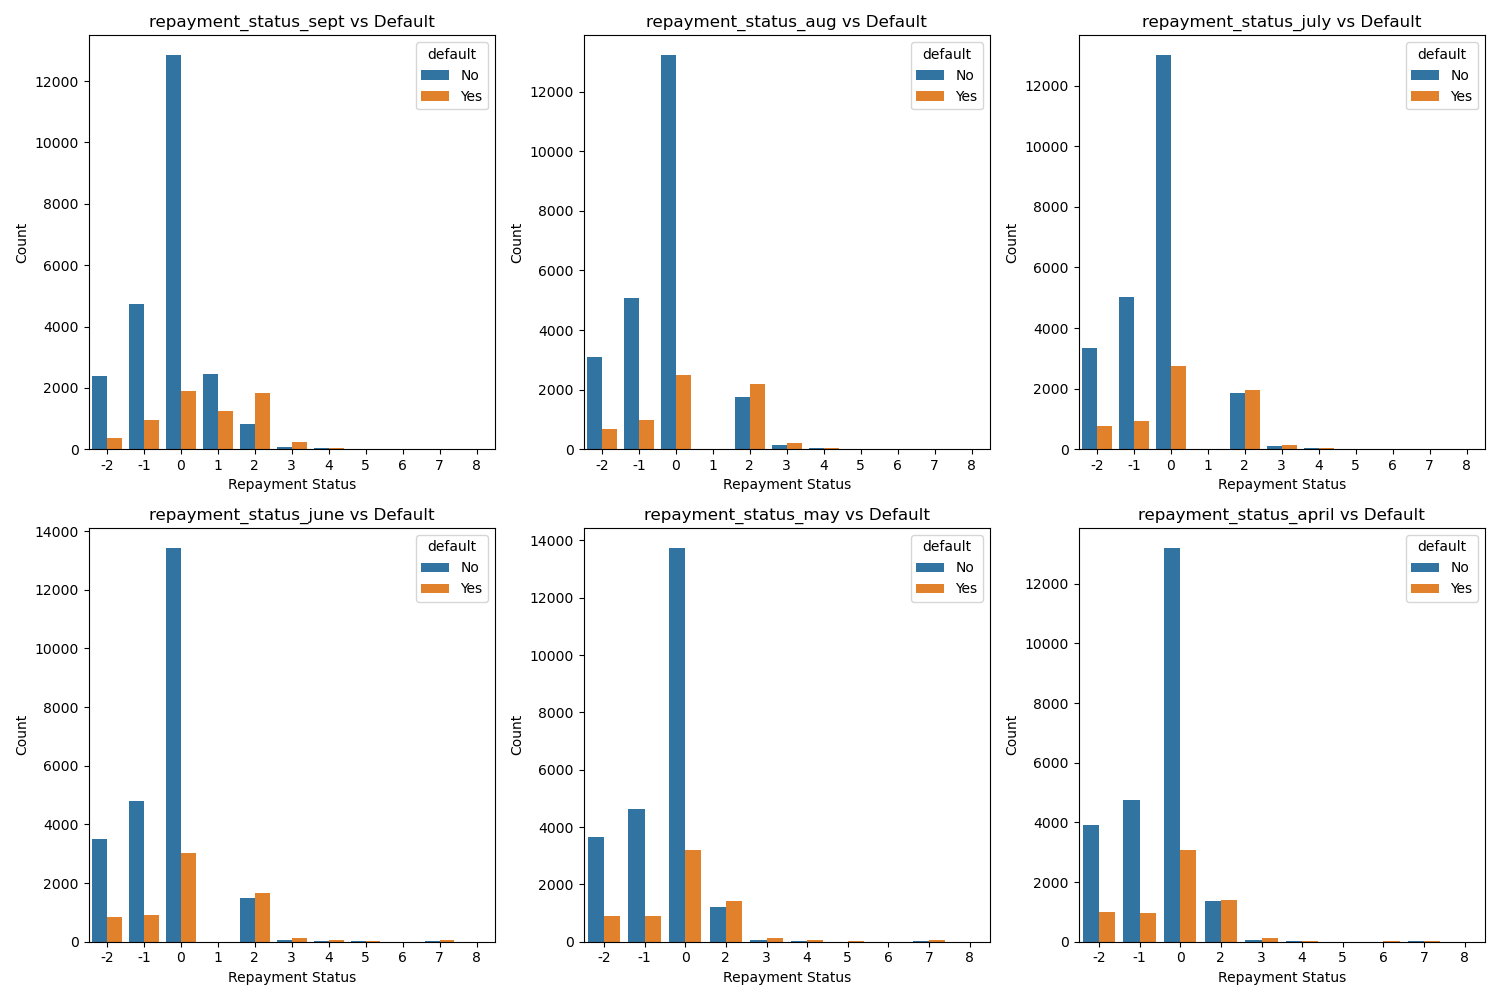 repayment_status_sept vs Default
default
No
Yes
Count
12000
10000
8000
6000
4000
2000
0
-2 -1 0 1 2 3 4 5 6 7 8
Repayment Status
repayment_status_aug vs Default
default
No
Yes
Count
12000
10000
8000
6000
4000
2000
0
-2 -1 0 1 2 3 4 5 6 7 8
Repayment Status
repayment_status_july vs Default
default
No
Yes
Count
12000
10000
8000
6000
4000
2000
0
-2 -1 0 1 2 3 4 5 6 7 8
Repayment Status
repayment_status_june vs Default
default
No
Yes
Count
14000
12000
10000
8000
6000
4000
2000
0
-2 -1 0 1 2 3 4 5 6 7 8
Repayment Status
repayment_status_may vs Default
default
No
Yes
Count
14000
12000
10000
8000
6000
4000
2000
0
-2 -1 0 2 3 4 5 6 7 8
Repayment Status
repayment_status_april vs Default
default
No
Yes
Count
12000
10000
8000
6000
4000
2000
0
-2 -1 0 2 3 4 5 6 7 8
Repayment Status